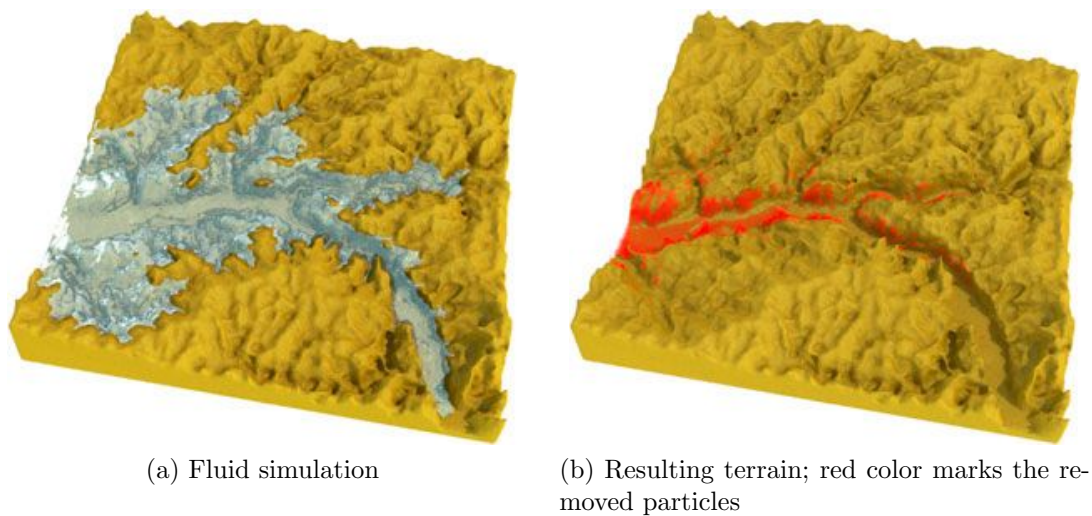 (a) Fluid simulation
(b) Resulting terrain; red color marks the re-
moved particles